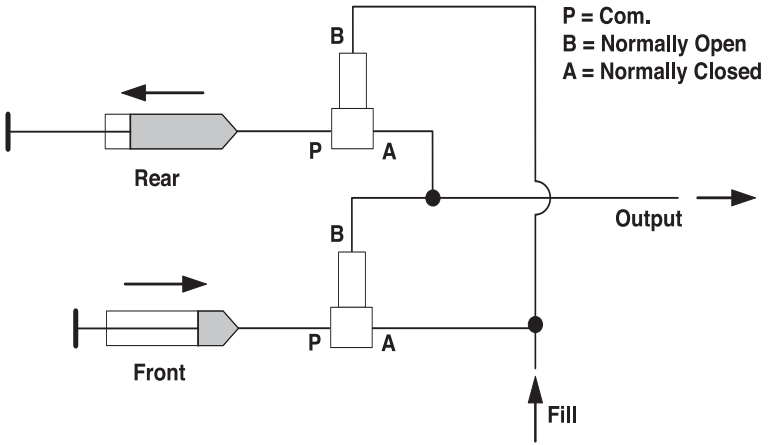 P = Com.
B = Normally Open
A = Normally Closed
B
P
A
Rear
Output
B
P
A
Front
Fill